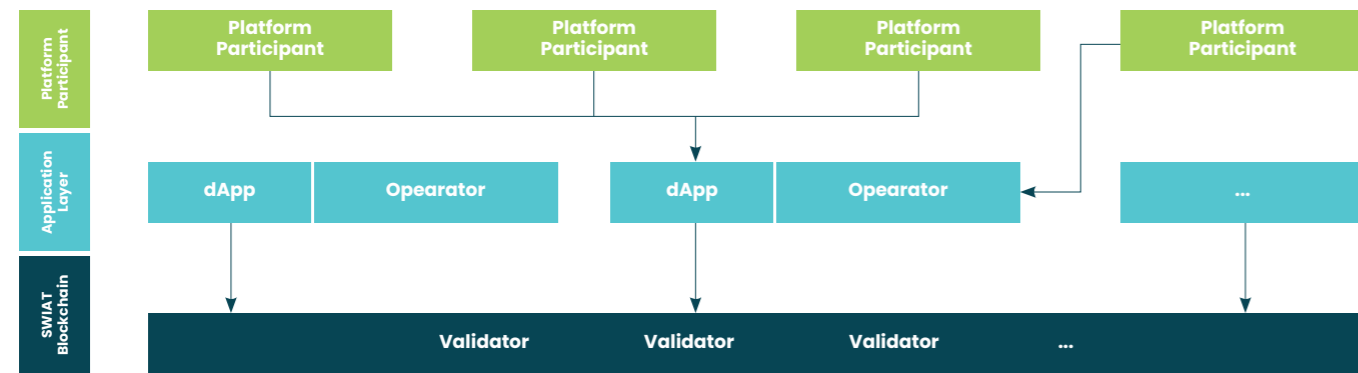 Platform
Participant
Platform
Participant
Platform
Participant
Platform
Participant
Platform
Participant
Application
Layer
dApp
Opearator
dApp
Opearator
...
SWIAT
Blockchain
Validator
Validator
Validator
...